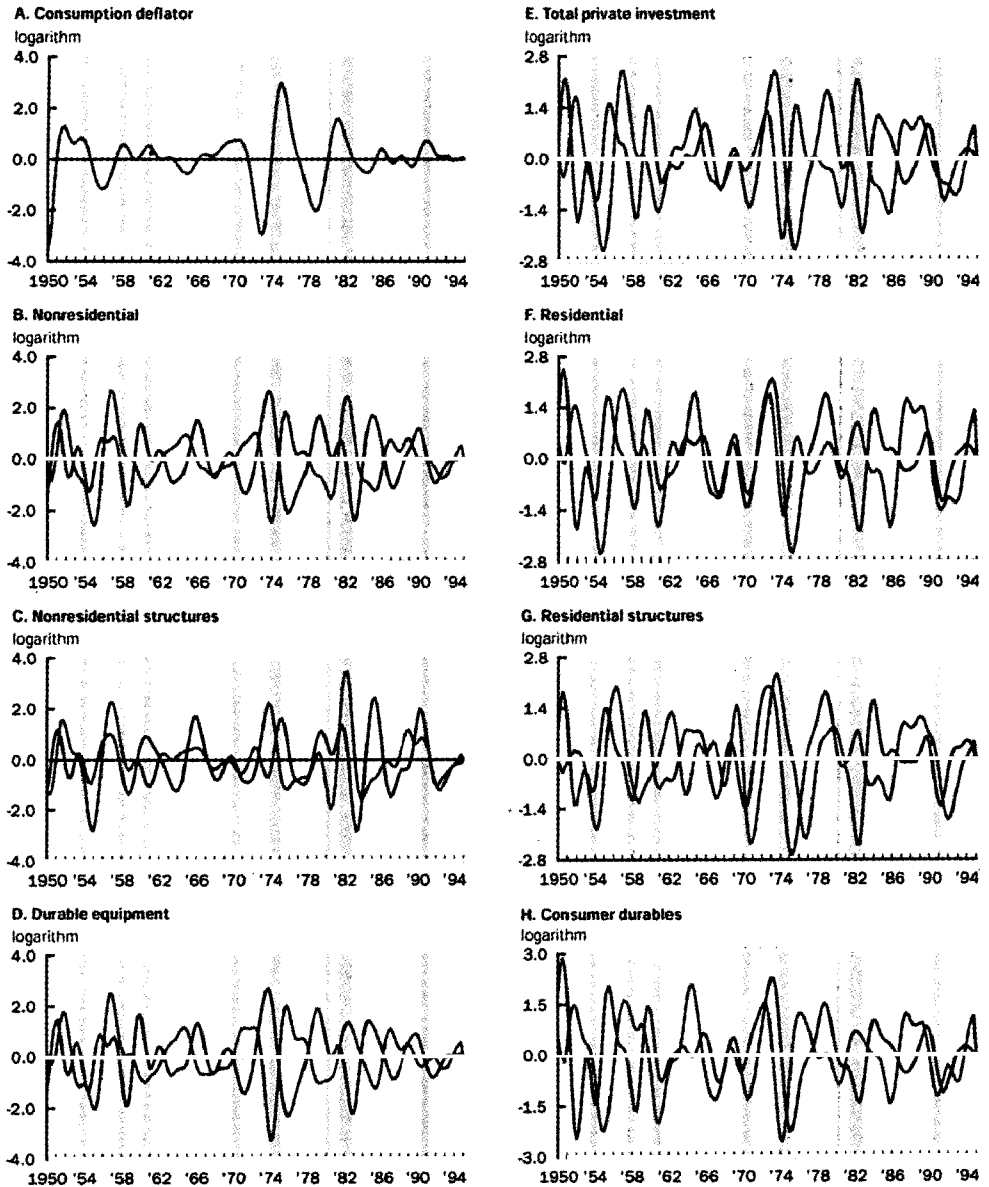 A. Consumption deflator
logarithm
4.0
2.0
0.0
-2.0
-4.0
1950 '54 '58 '62 '66 '70 '74 '78 '82 '86 '90 '94
B. Nonresidential
logarithm
4.0
2.0
0.0
-2.0
-4.0
1950 '54 '58 '62 '66 '70 '74 '78 '82 '86 '90 '94
C. Nonresidential structures
logarithm
4.0
2.0
0.0
-2.0
-4.0
1950 '54 '58 '62 '66 '70 '74 '78 '82 '86 '90 '94
D. Durable equipment
logarithm
4.0
2.0
0.0
-2.0
-4.0
1950 '54 '58 '62 '66 '70 '74 '78 '82 '86 '90 '94
E. Total private investment
logarithm
2.8
1.4
0.0
-1.4
-2.8
1950 '54 '58 '62 '66 '70 '74 '78 '82 '86 '90 '94
F. Residential
logarithm
2.8
1.4
0.0
-1.4
-2.8
1950 '54 '58 '62 '66 '70 '74 '78 '82 '86 '90 '94
G. Residential structures
logarithm
2.8
1.4
0.0
-1.4
-2.8
1950 '54 '58 '62 '66 '70 '74 '78 '82 '86 '90 '94
H. Consumer durables
logarithm
3.0
1.5
0.0
-1.5
-3.0
1950 '54 '58 '62 '66 '70 '74 '78 '82 '86 '90 '94